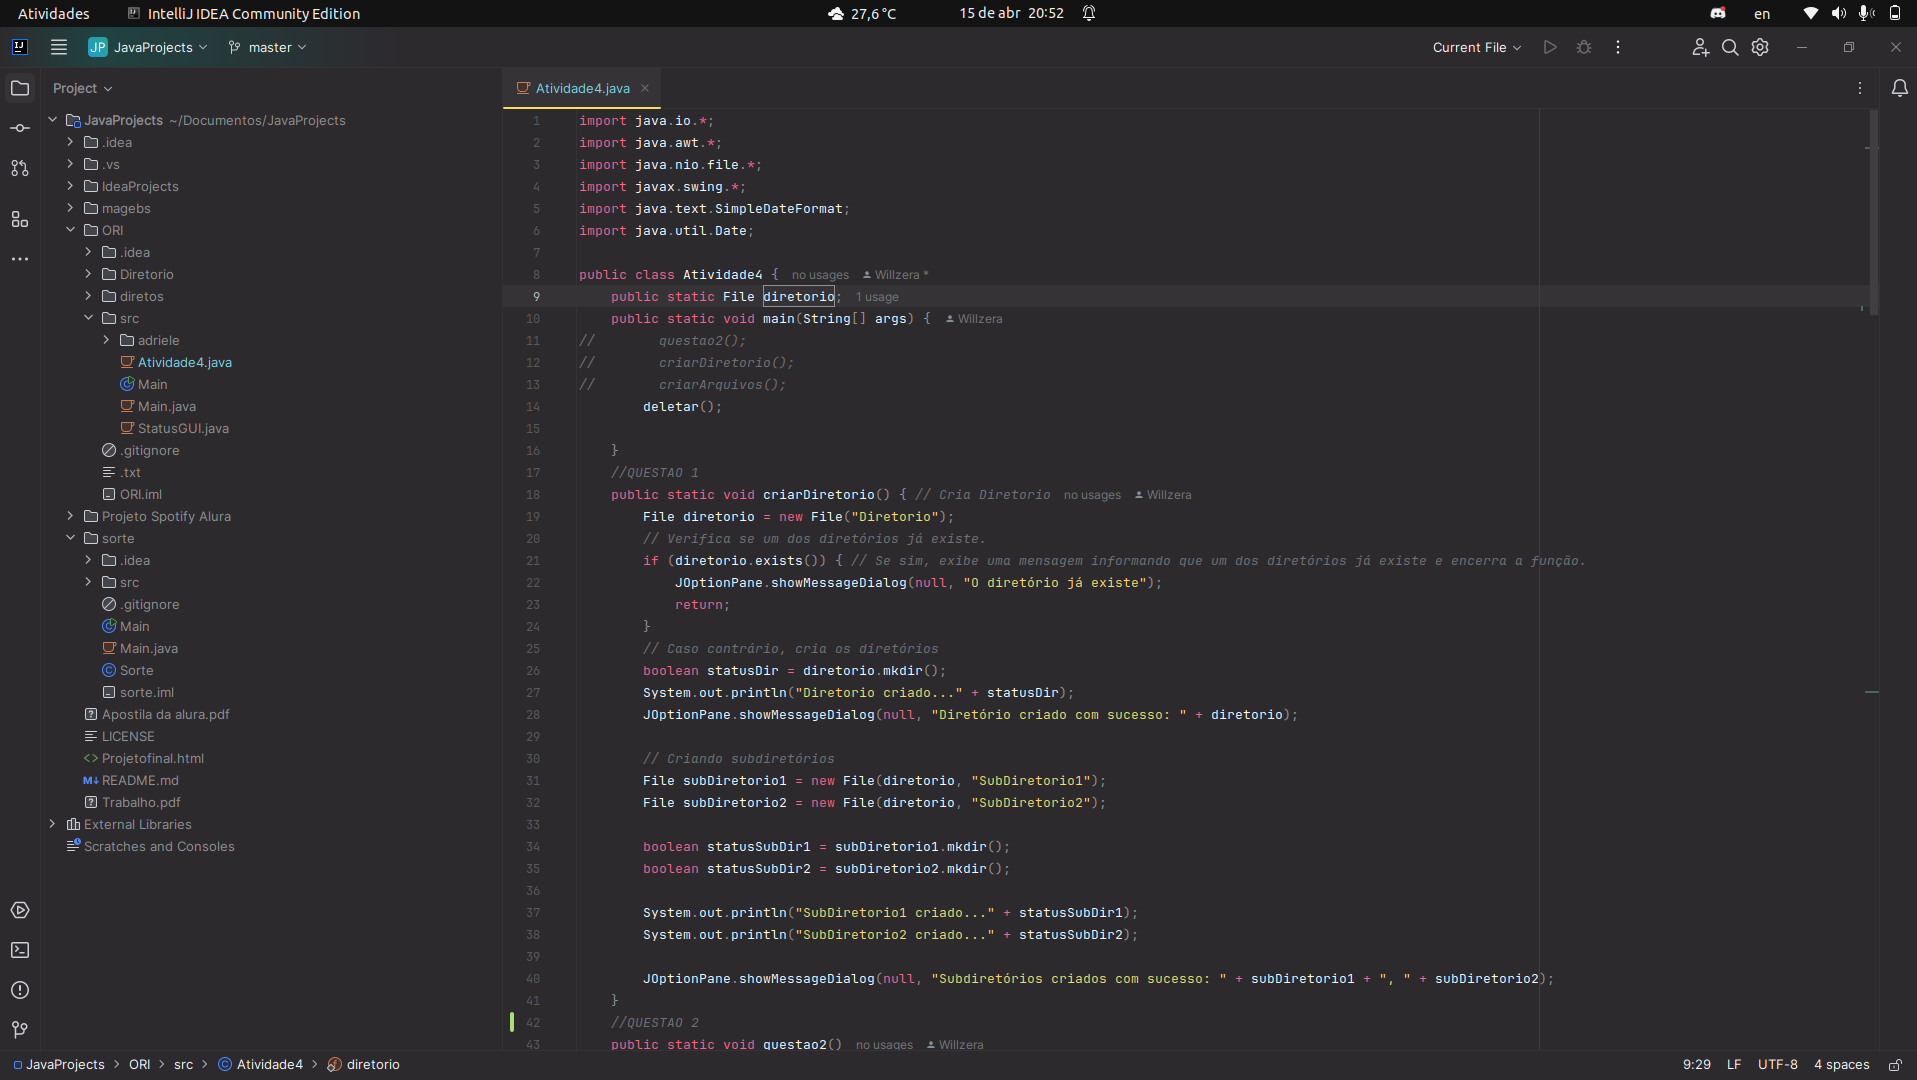 Atividades
IntelliJ IDEA Community Edition
27,6 °C
15 de abr 20:52
en
JP JavaProjects
master
Current File
Project
JavaProjects ~/Documentos/JavaProjects
.idea
.vs
IdeaProjects
magebs
ORI
.idea
Diretorio
diretos
src
adriele
Atividade4.java
Main
Main.java
StatusGUI.java
.gitignore
.txt
ORI.iml
Projeto Spotify Alura
sorte
.idea
src
.gitignore
Main
Main.java
Sorte
sorte.iml
Apostila da alura.pdf
LICENSE
Projetofinal.html
README.md
Trabalho.pdf
External Libraries
Scratches and Consoles
Atividade4.java
1 import java.io.*;
2 import java.awt.*;
3 import java.nio.file.*;
4 import javax.swing.*;
5 import java.text.SimpleDateFormat;
6 import java.util.Date;
7
8 public class Atividade4 { no usages Willzera *
9 public static File diretorio; 1 usage
10 public static void main(String[] args) { Willzera
11 // questao2();
12 // criarDiretorio();
13 // criarArquivos();
14 deletar();
15
16 }
17 //QUESTAO 1
18 public static void criarDiretorio() { // Cria Diretorio no usages Willzera
19 File diretorio = new File("Diretorio");
20 // Verifica se um dos diretórios já existe.
21 if (diretorio.exists()) { // Se sim, exibe uma mensagem informando que um dos diretórios já existe e encerra a função.
22 JOptionPane.showMessageDialog(null, "O diretório já existe");
23 return;
24 }
25 // Caso contrário, cria os diretórios
26 boolean statusDir = diretorio.mkdir();
27 System.out.println("Diretorio criado..." + statusDir);
28 JOptionPane.showMessageDialog(null, "Diretório criado com sucesso: " + diretorio);
29
30 // Criando subdiretórios
31 File subDiretorio1 = new File(diretorio, "SubDiretorio1");
32 File subDiretorio2 = new File(diretorio, "SubDiretorio2");
33
34 boolean statusSubDir1 = subDiretorio1.mkdir();
35 boolean statusSubDir2 = subDiretorio2.mkdir();
36
37 System.out.println("SubDiretorio1 criado..." + statusSubDir1);
38 System.out.println("SubDiretorio2 criado..." + statusSubDir2);
39
40 JOptionPane.showMessageDialog(null, "Subdiretórios criados com sucesso: " + subDiretorio1 + ", " + subDiretorio2);
41 }
42 //QUESTAO 2
43 public static void questao2() no usages Willzera
JavaProjects > ORI > src > Atividade4 > diretorio
9:29 LF UTF-8 4 spaces